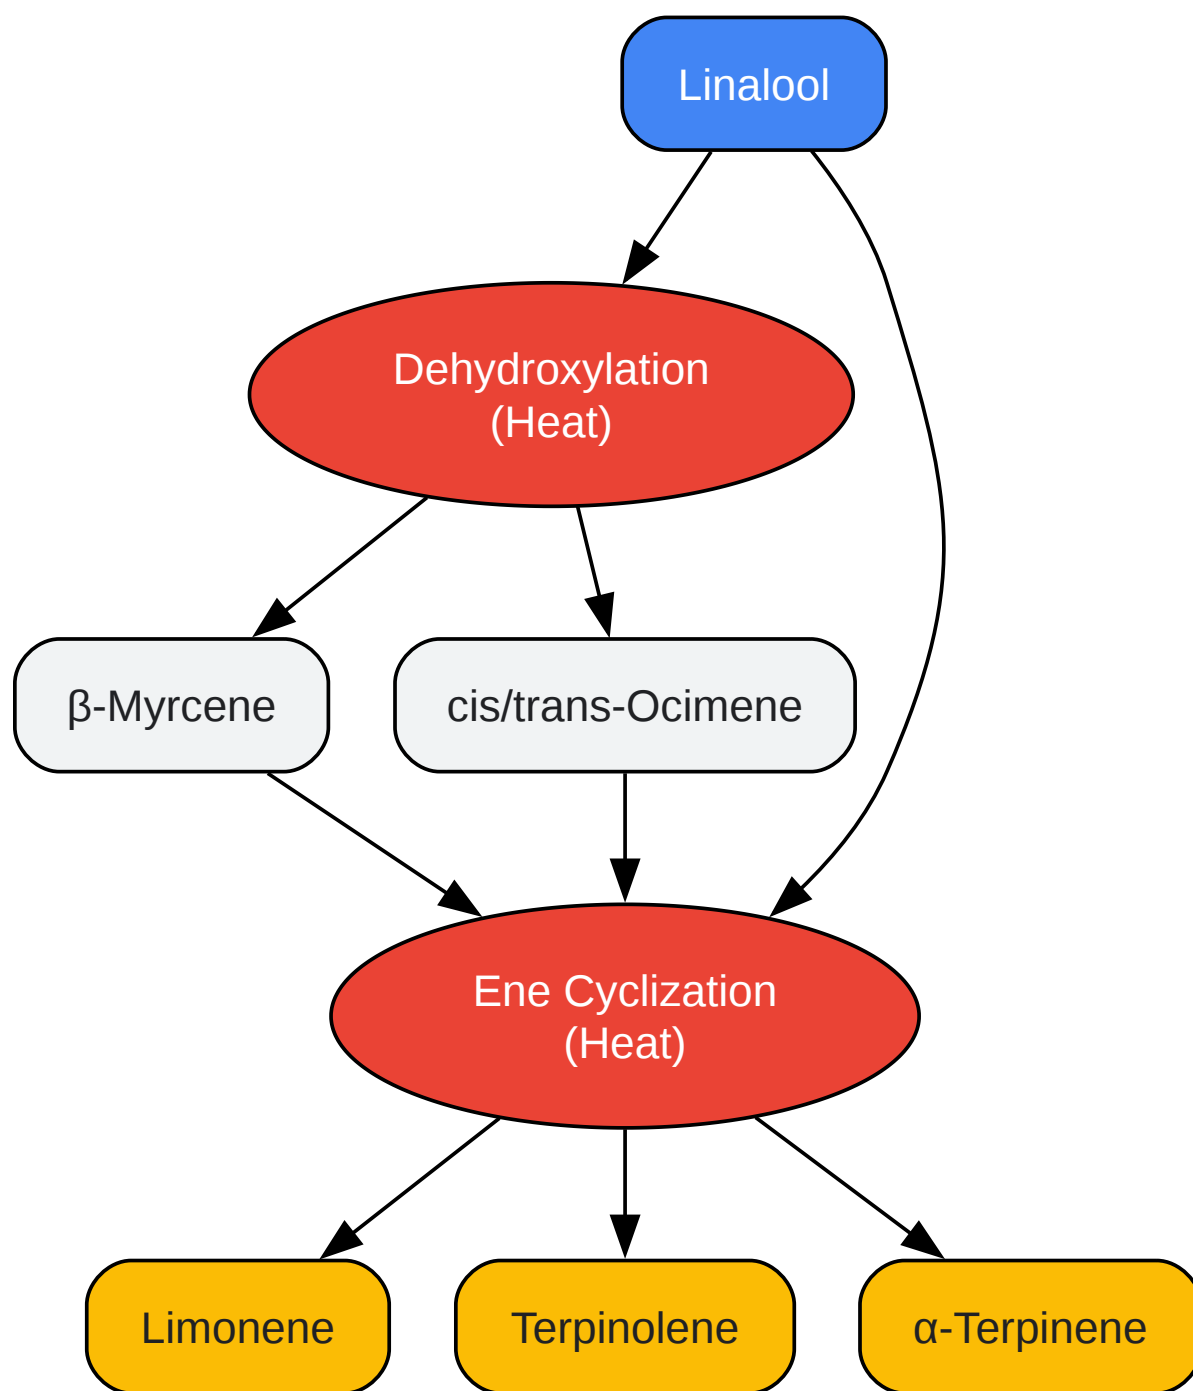 Linalool
Dehydroxylation
(Heat)
β-Myrcene
cis/trans-Ocimene
Ene Cyclization
(Heat)
Limonene
Terpinolene
α-Terpinene